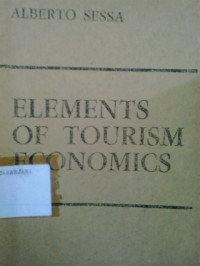 ALBERTO SESSA
ELEMENTS
OF TOURISM
ECONOMICS